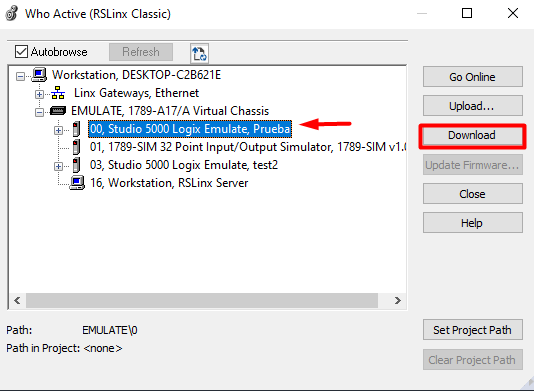 Who Active (RSLinx Classic)
Autobrowse
Refresh
Workstation, DESKTOP-C2B621E
Linx Gateways, Ethernet
EMULATE, 1789-A17/A Virtual Chassis
00, Studio 5000 Logix Emulate, Prueba
01, 1789-SIM 32 Point Input/Output Simulator, 1789-SIM v1.0
03, Studio 5000 Logix Emulate, test2
16, Workstation, RSLinx Server
Go Online
Upload...
Download
Update Firmware...
Close
Help
Path: EMULATE\0
Path in Project: <none>
Set Project Path
Clear Project Path